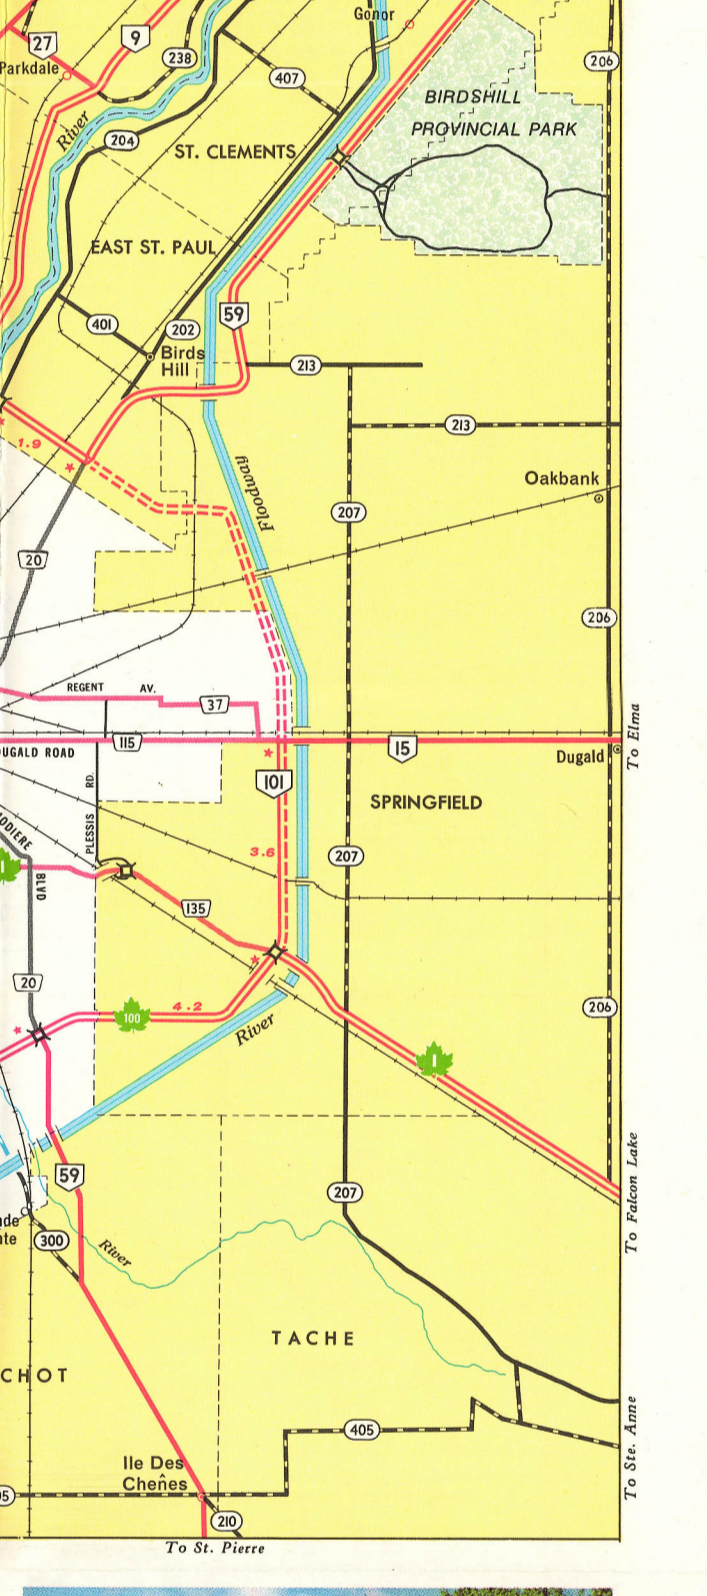 Gonor
27
9
238
206
Parkdale
407
BIRDSHILL
PROVINCIAL PARK
River
204
ST. CLEMENTS
EAST ST. PAUL
401
202
59
Birds
Hill
213
213
1.9
Floodway
Oakbank
207
20
206
REGENT AV.
37
To Elma
115
15
DUGALD ROAD
Dugald
101
PLESSIS RD.
SPRINGFIELD
3.6
207
BLVD
135
20
4.2
100
206
River
1
59
207
To Falcon Lake
300
River
TACHE
CHOT
405
To Ste. Anne
Ile Des
Cheñes
210
To St. Pierre